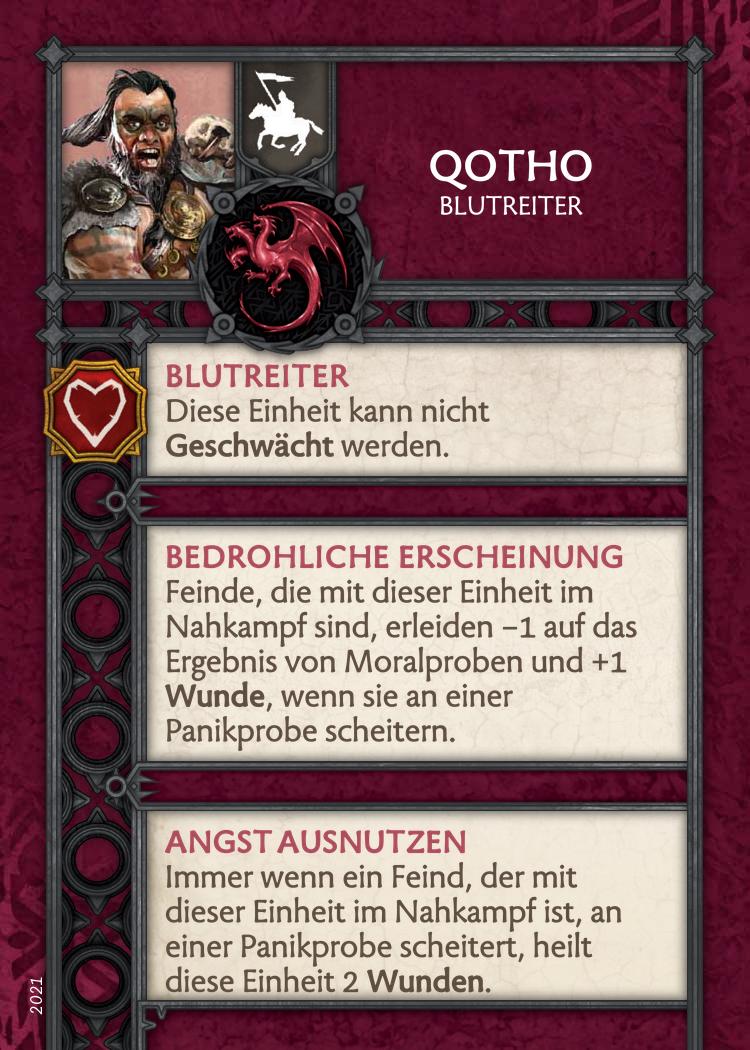 QOTHO
BLUTREITER
BLUTREITER
Diese Einheit kann nicht
Geschwächt werden.
BEDROHLICHE ERSCHEINUNG
Feinde, die mit dieser Einheit im
Nahkampf sind, erleiden −1 auf das
Ergebnis von Moralproben und +1
Wunde, wenn sie an einer
Panikprobe scheitern.
ANGST AUSNUTZEN
Immer wenn ein Feind, der mit
dieser Einheit im Nahkampf ist, an
einer Panikprobe scheitert, heilt
diese Einheit 2 Wunden.
2021